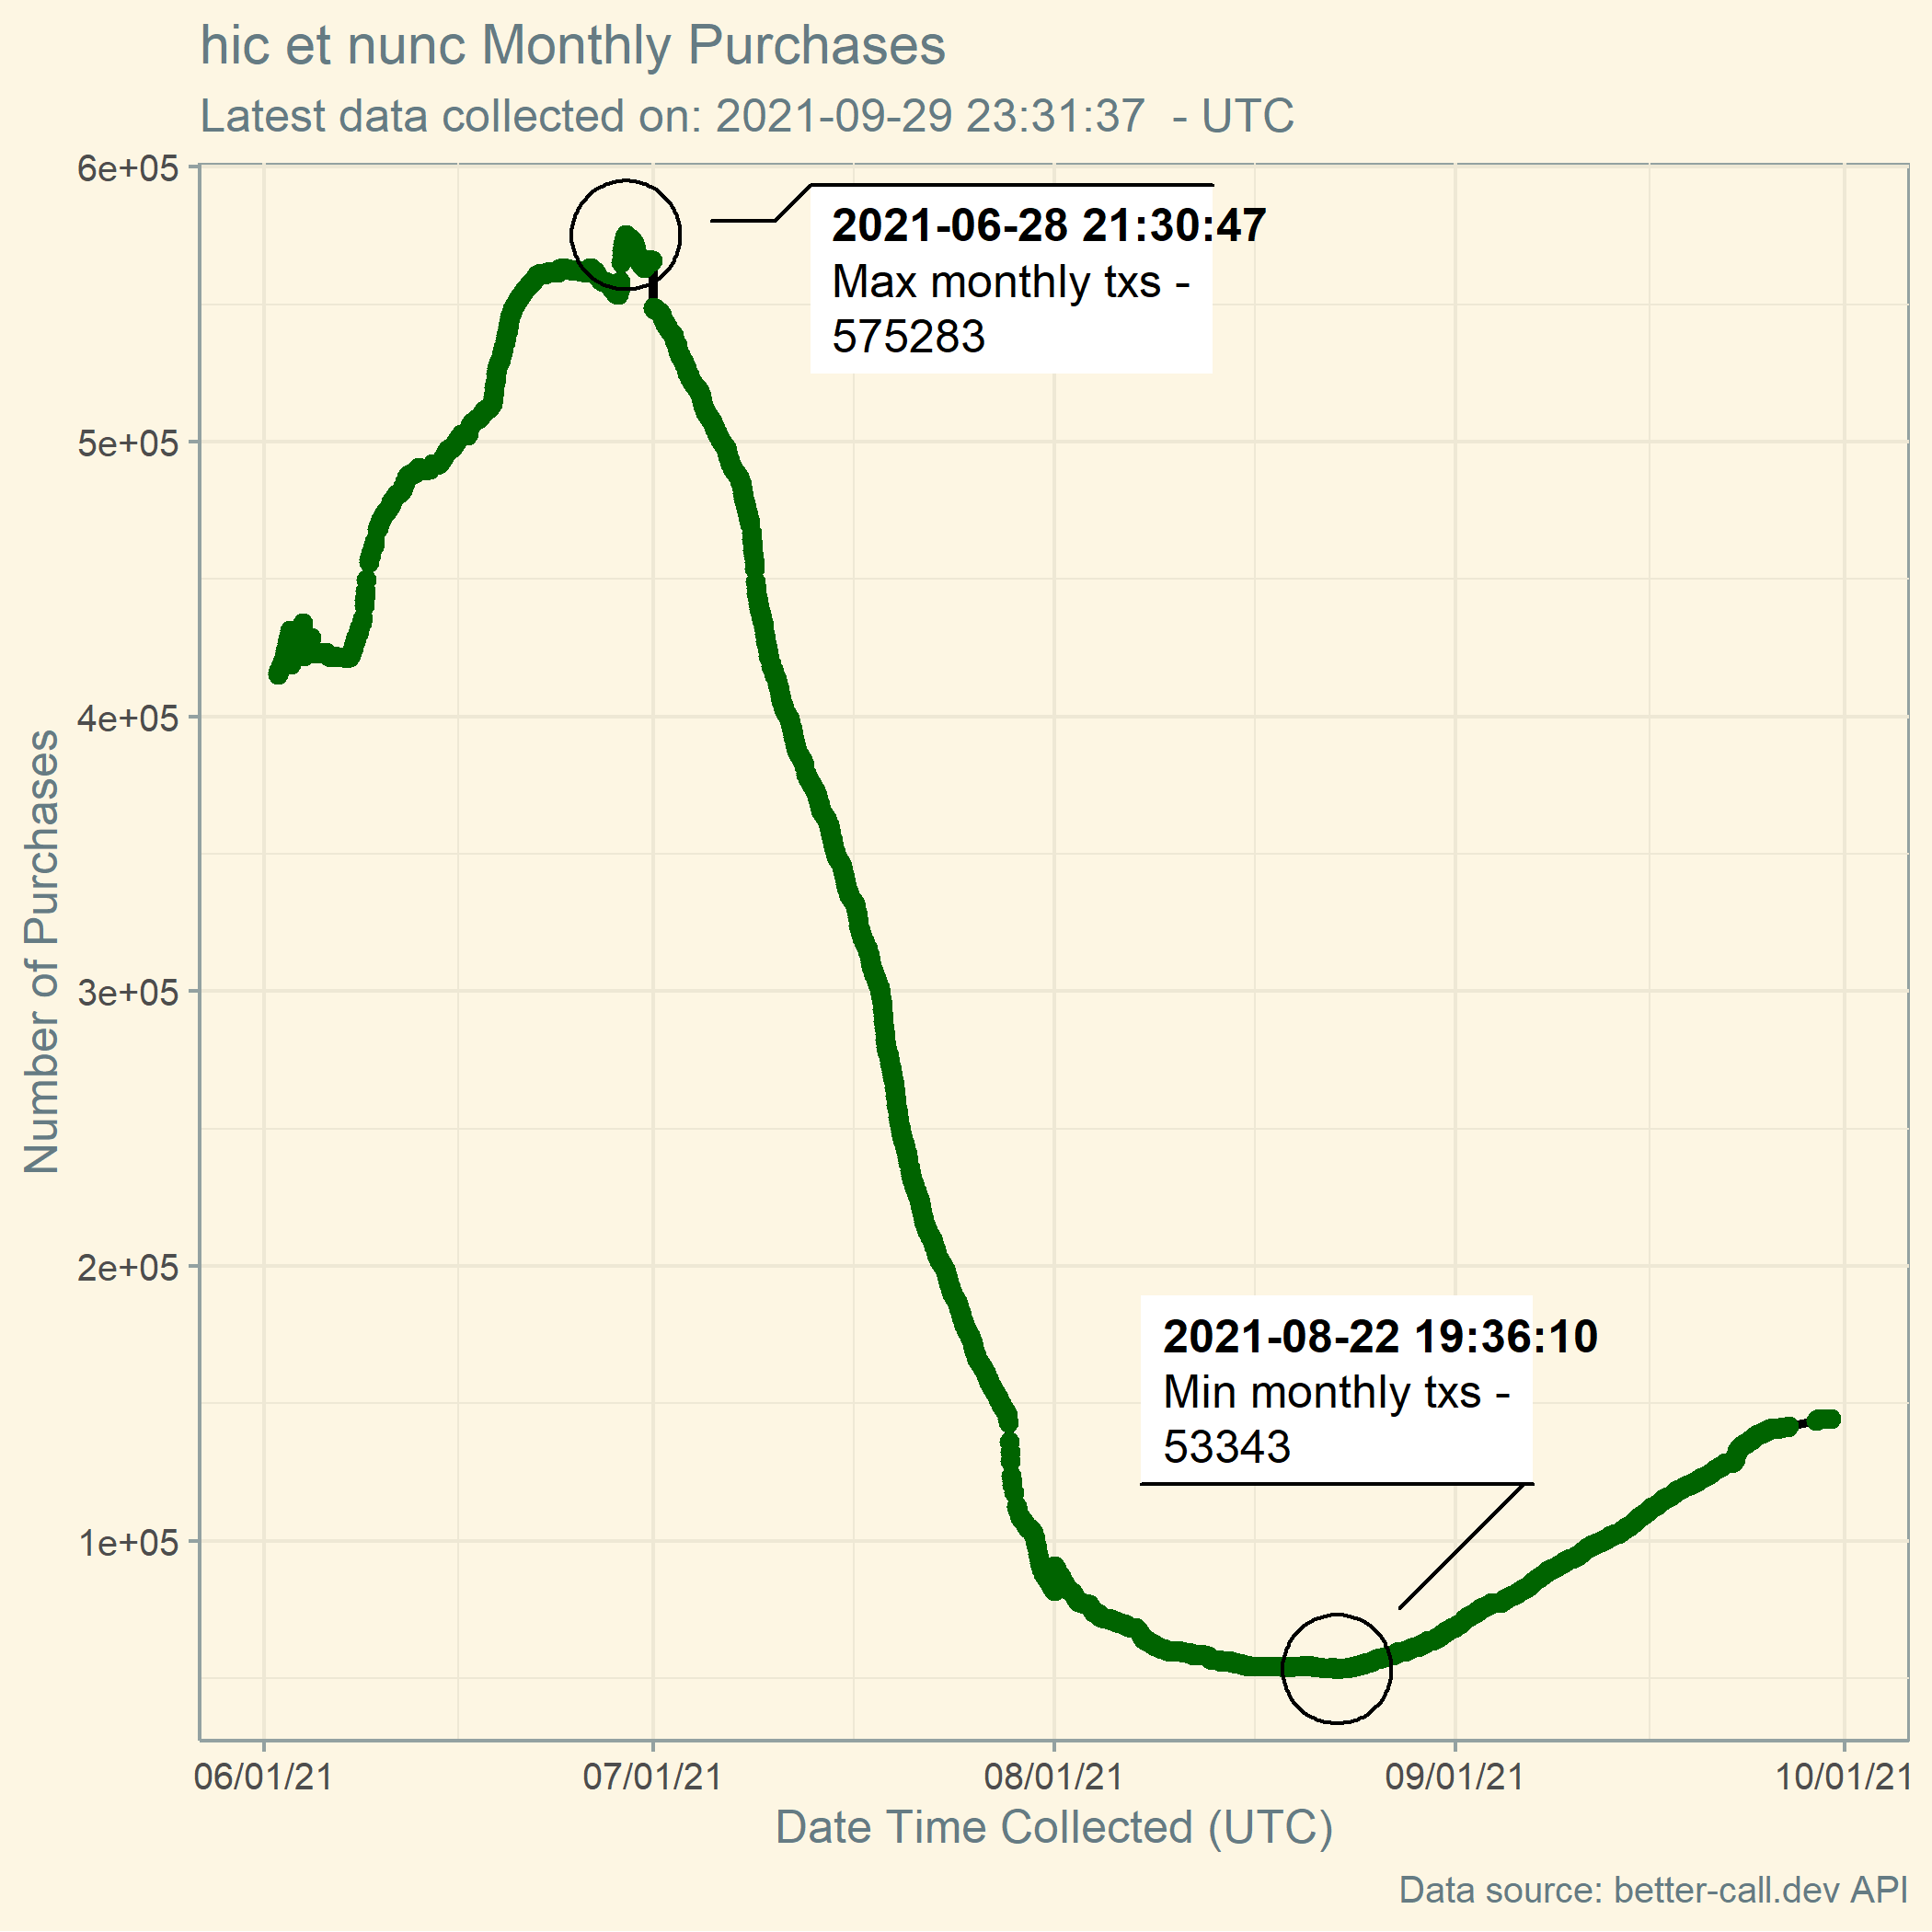 hic et nunc Monthly Purchases
Latest data collected on: 2021-09-29 23:31:37  - UTC
6e+05
5e+05
4e+05
3e+05
2e+05
1e+05
Number of Purchases
2021-06-28 21:30:47
Max monthly txs -
575283
2021-08-22 19:36:10
Min monthly txs -
53343
06/01/21
07/01/21
08/01/21
09/01/21
10/01/21
Date Time Collected (UTC)
Data source: better-call.dev API